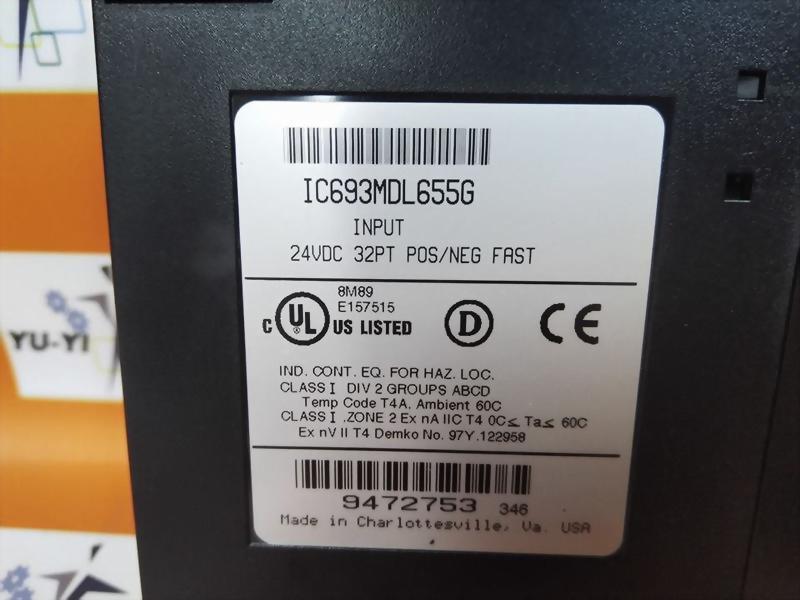 IC693MDL655G
INPUT
24VDC 32PT POS/NEG FAST
8M89
E157515
C UL US LISTED
D
CE
IND. CONT. EQ. FOR HAZ. LOC.
CLASS I DIV 2 GROUPS ABCD
Temp Code T4A, Ambient 60C
CLASS I ,ZONE 2 Ex nA IIC T4 0C≤ Ta≤ 60C
Ex nV II T4 Demko No. 97Y.122958
9472753 346
Made in Charlottesville, Va. USA
YU-YI